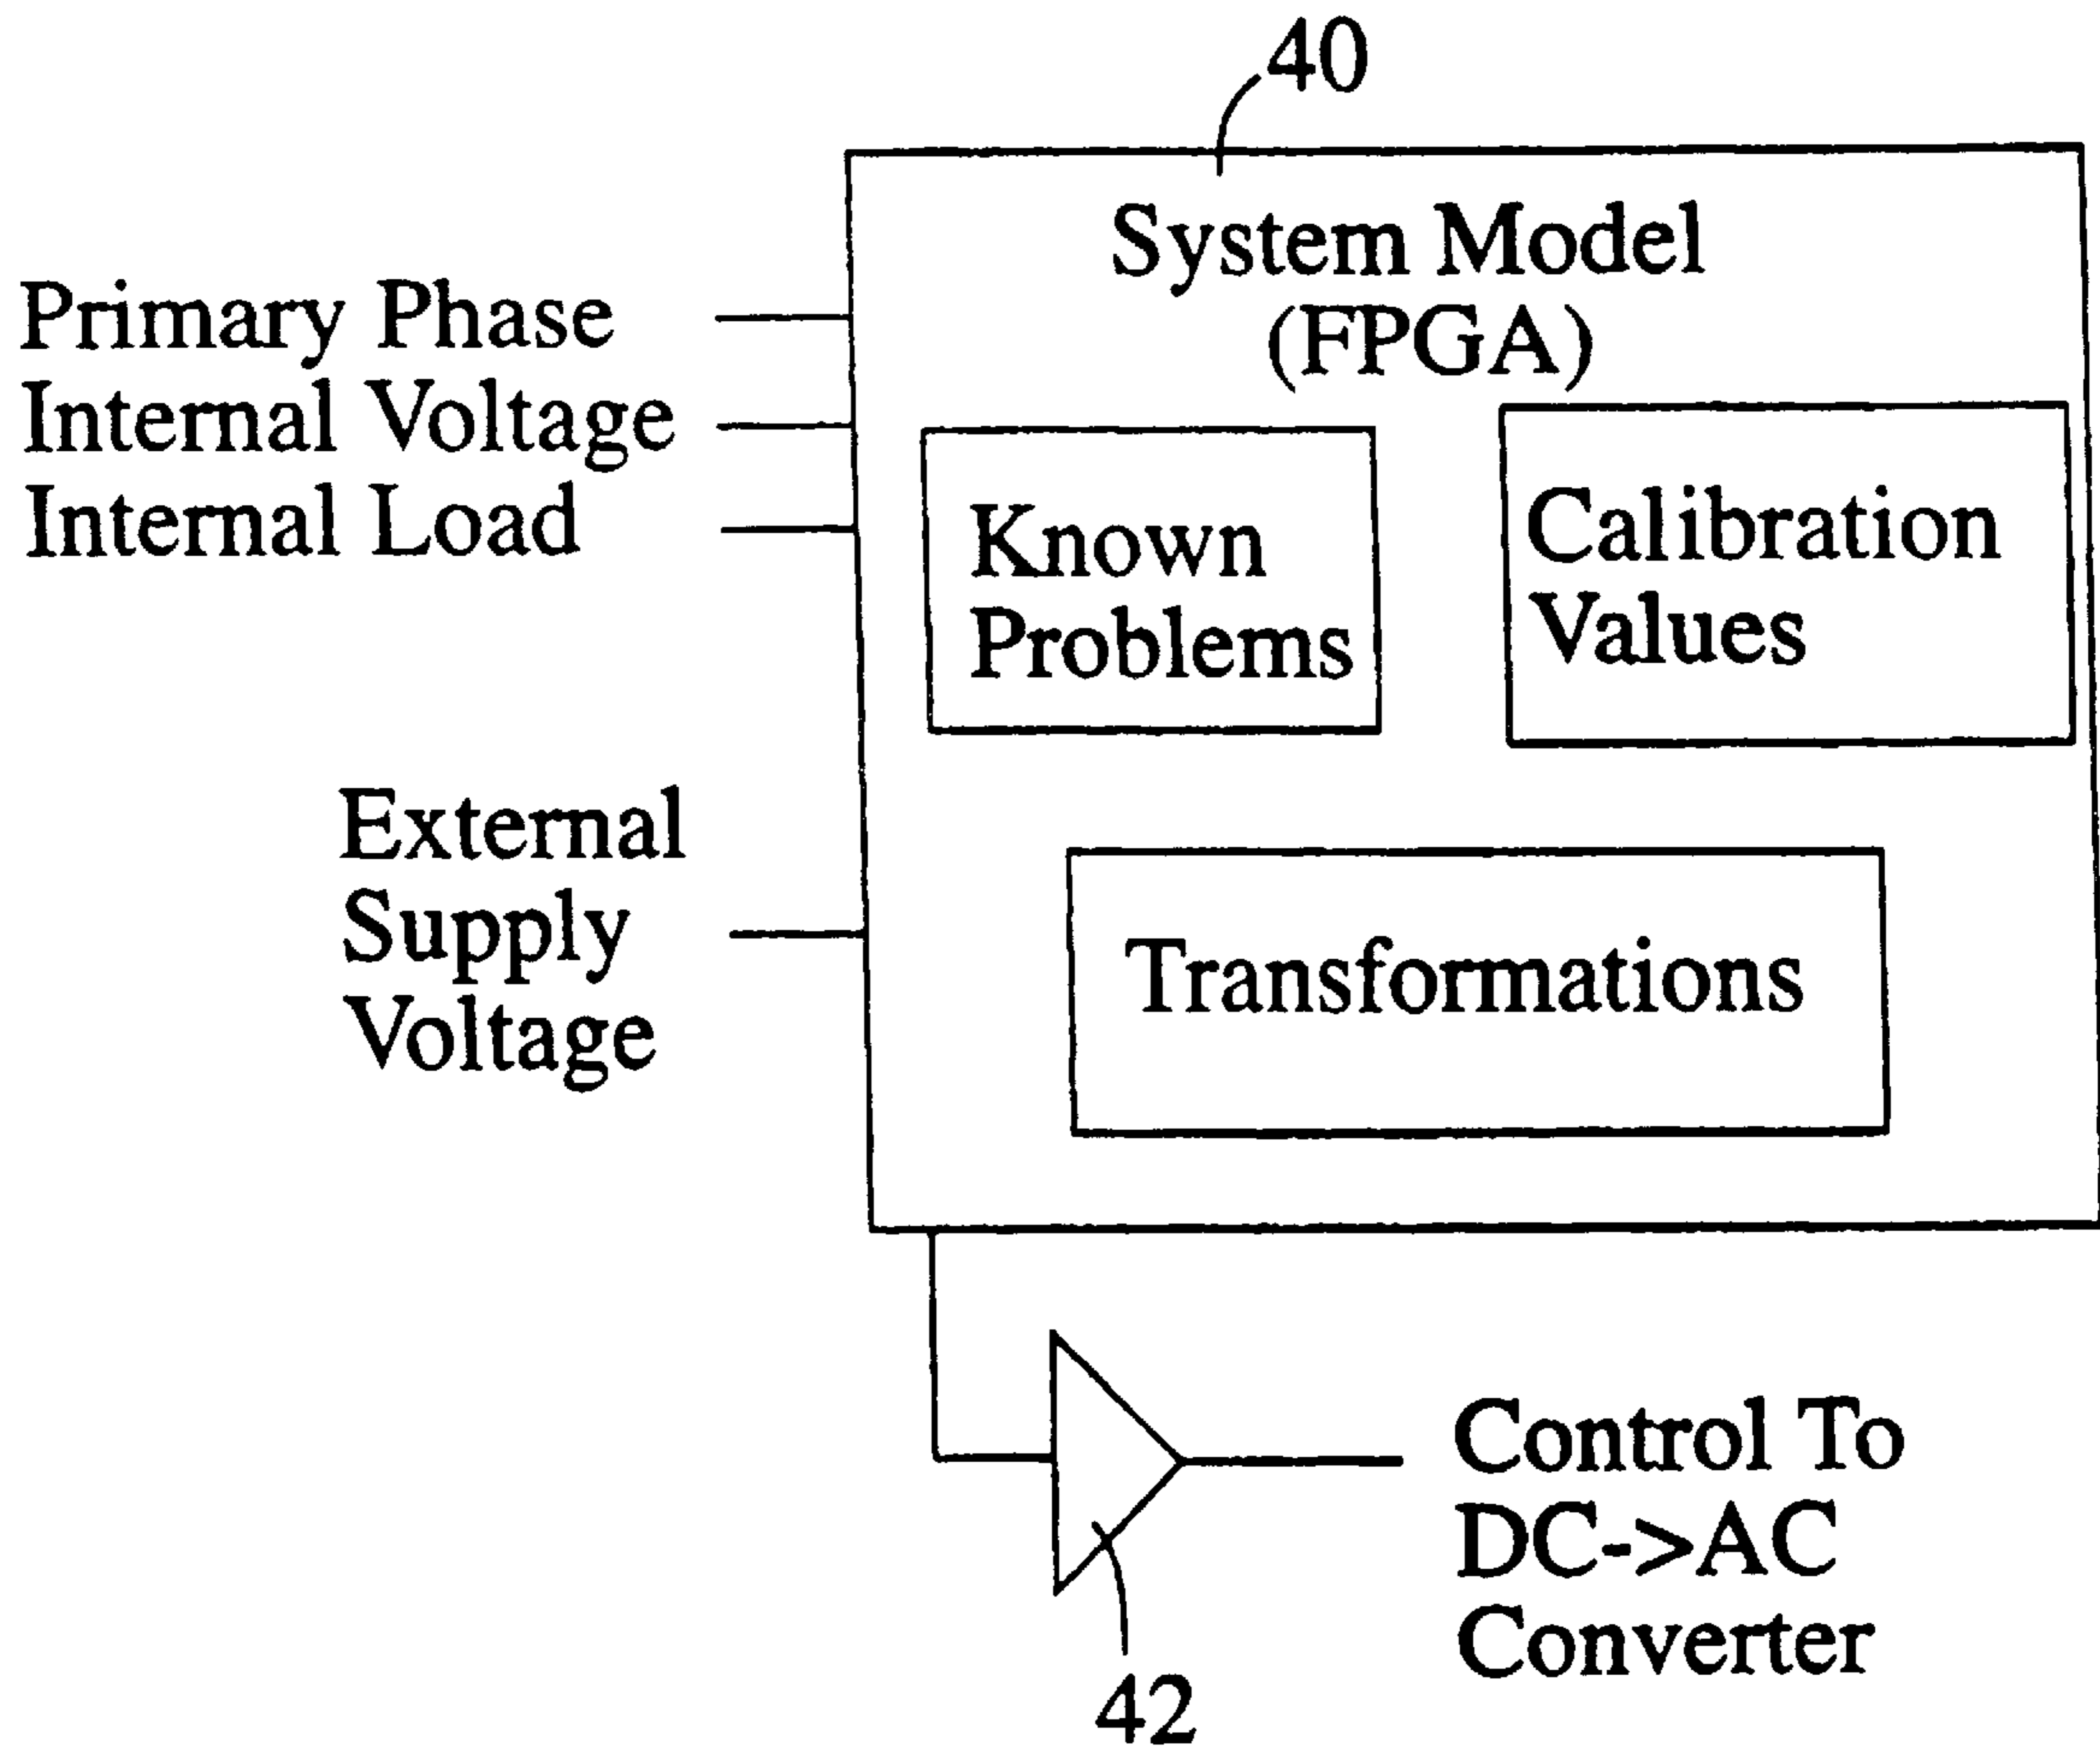 40
System Model
(FPGA)
Primary Phase
Internal Voltage
Internal Load
Known
Problems
Calibration
Values
External
Supply
Voltage
Transformations
Control To
DC->AC
Converter
42